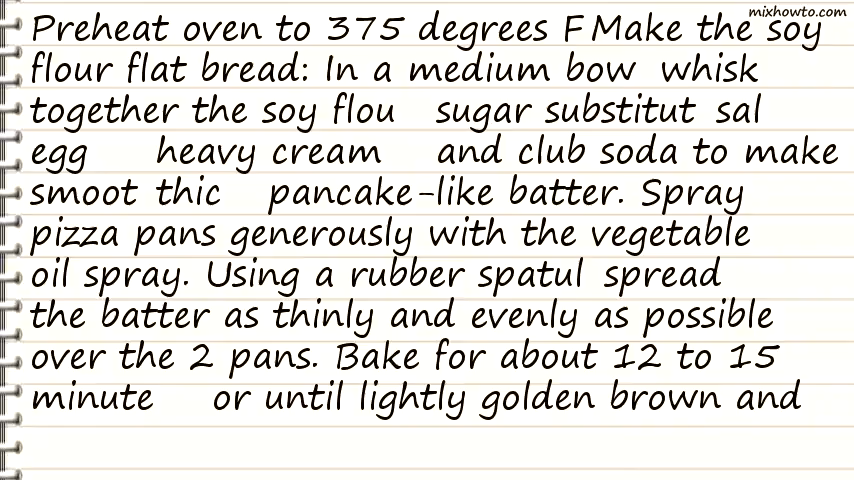 mixhowto.com
Preheat oven to 375 degrees F Make the soy
flour flat bread: In a medium bow whisk
together the soy flou sugar substitut sal
egg heavy cream and club soda to make
smoot thic pancake-like batter. Spray
pizza pans generously with the vegetable
oil spray. Using a rubber spatul spread
the batter as thinly and evenly as possible
over the 2 pans. Bake for about 12 to 15
minute or until lightly golden brown and